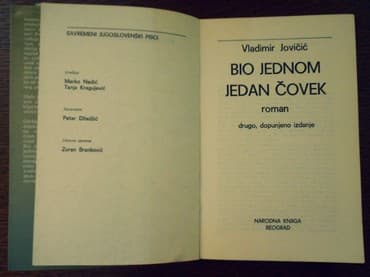 SAVREMENI JUGOSLOVENSKI PISCI
Urednici
Marko Nedić
Tanja Kragujević
Recenzent
Petar Džadžić
Likovna oprema
Zoran Branković
Vladimir Jovičić
BIO JEDNOM
JEDAN ČOVEK
roman
drugo, dopunjeno izdanje
NARODNA KNJIGA
BEOGRAD